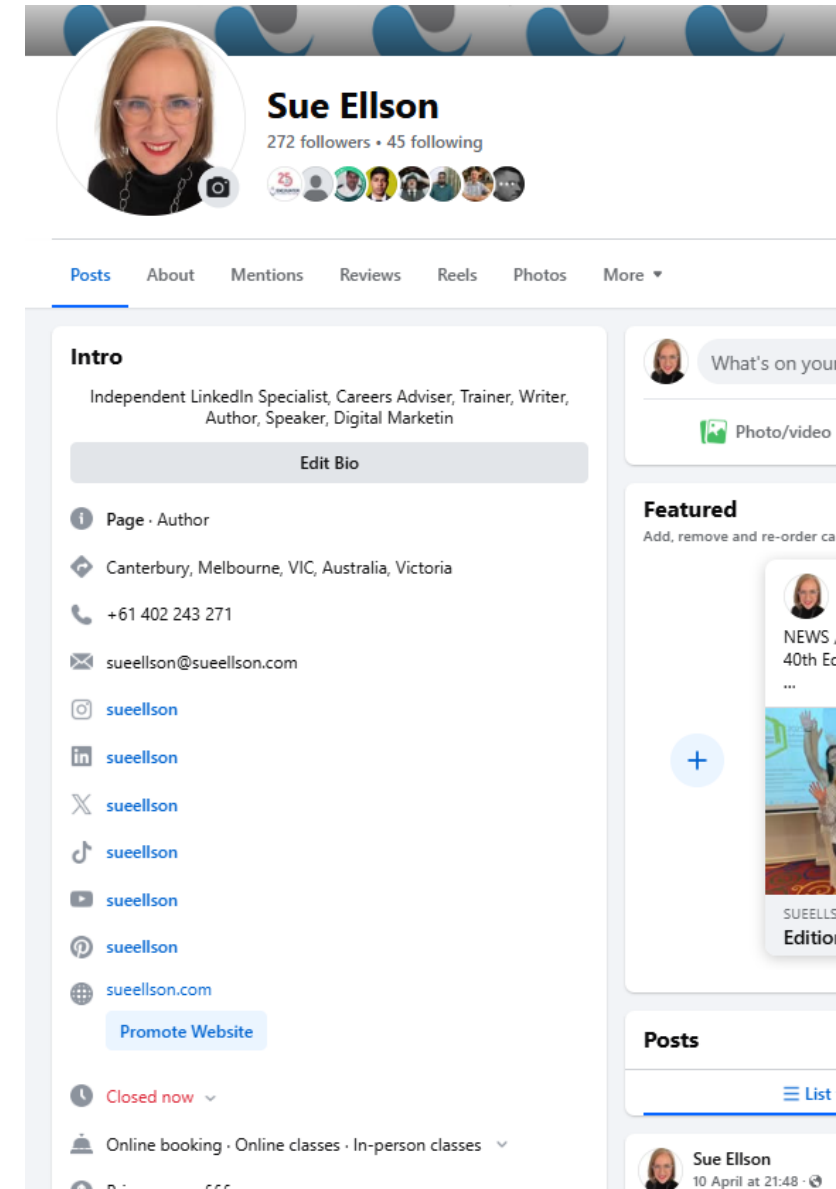 Sue Ellson
272 followers • 45 following
25
Posts About Mentions Reviews Reels Photos More
Intro
Independent LinkedIn Specialist, Careers Adviser, Trainer, Writer,
Author, Speaker, Digital Marketin
Edit Bio
Page · Author
Canterbury, Melbourne, VIC, Australia, Victoria
+61 402 243 271
sueellson@sueellson.com
sueellson
sueellson
sueellson
sueellson
sueellson
sueellson
sueellson.com
Promote Website
Closed now
Online booking · Online classes · In-person classes
What's on your
Photo/video
Featured
Add, remove and re-order ca
NEWS
40th Ed
...
SUEELLS
Edition
Posts
List
Sue Ellson
10 April at 21:48 ·